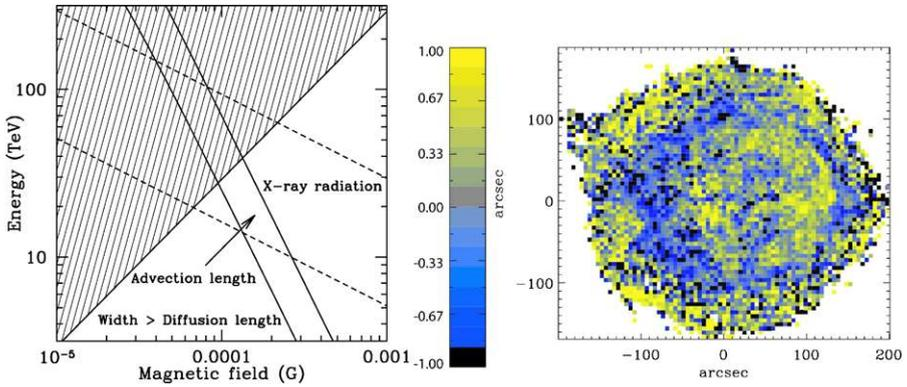 Energy (TeV)
100
10
X-ray radiation
Advection length
Width > Diffusion length
10⁻⁵
0.0001
0.001
Magnetic field (G)
1.00
0.67
0.33
0.00
-0.33
-0.67
-1.00
arcsec
100
0
−100
−100
0
100
200
arcsec